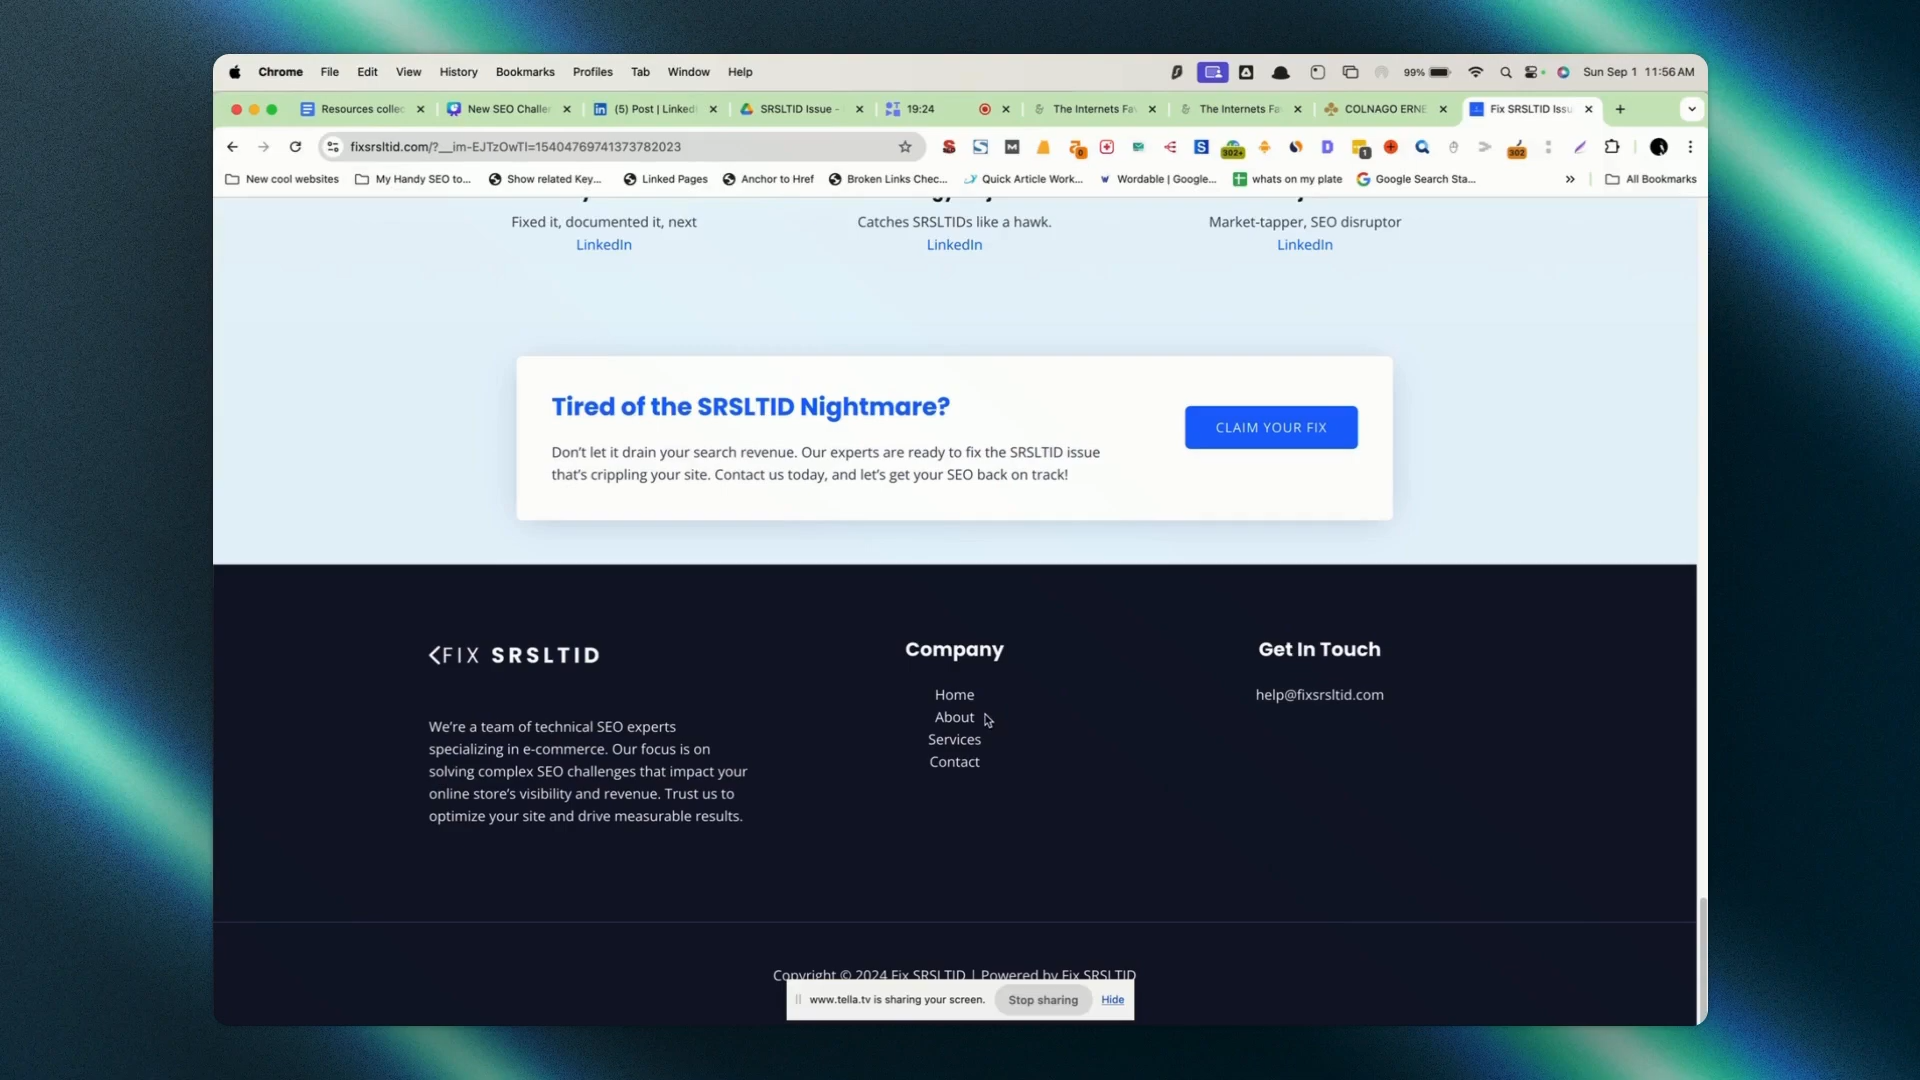 Chrome File Edit View History Bookmarks Profiles Tab Window Help 99% Sun Sep 1 11:56 AM
Resources collec New SEO Challe (5) Post | Linked SRSLTID Issue - 19:24 The Internets Fa The Internets Fa COLNAGO ERNE Fix SRSLTID Issu
fixsrsltid.com/?__im-EJTzOwTI=15404769741373782023 302+ 1 302
New cool websites My Handy SEO to... Show related Key... Linked Pages Anchor to Href Broken Links Chec... Quick Article Work... Wordable | Google... whats on my plate Google Search Sta... » All Bookmarks
Fixed it, documented it, next
LinkedIn
Catches SRSLTIDs like a hawk.
LinkedIn
Market-tapper, SEO disruptor
LinkedIn
Tired of the SRSLTID Nightmare?
Don't let it drain your search revenue. Our experts are ready to fix the SRSLTID issue
that's crippling your site. Contact us today, and let's get your SEO back on track!
CLAIM YOUR FIX
FIX SRSLTID
We're a team of technical SEO experts
specializing in e-commerce. Our focus is on
solving complex SEO challenges that impact your
online store's visibility and revenue. Trust us to
optimize your site and drive measurable results.
Company
Home
About
Services
Contact
Get In Touch
help@fixsrsltid.com
Copyright © 2024 Fix SRSLTID | Powered by Fix SRSLTID
www.tella.tv is sharing your screen. Stop sharing Hide